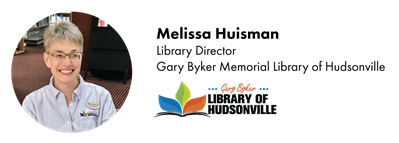 Melissa Huisman
Library Director
Gary Byker Memorial Library of Hudsonville
Gary Byker
LIBRARY OF
HUDSONVILLE